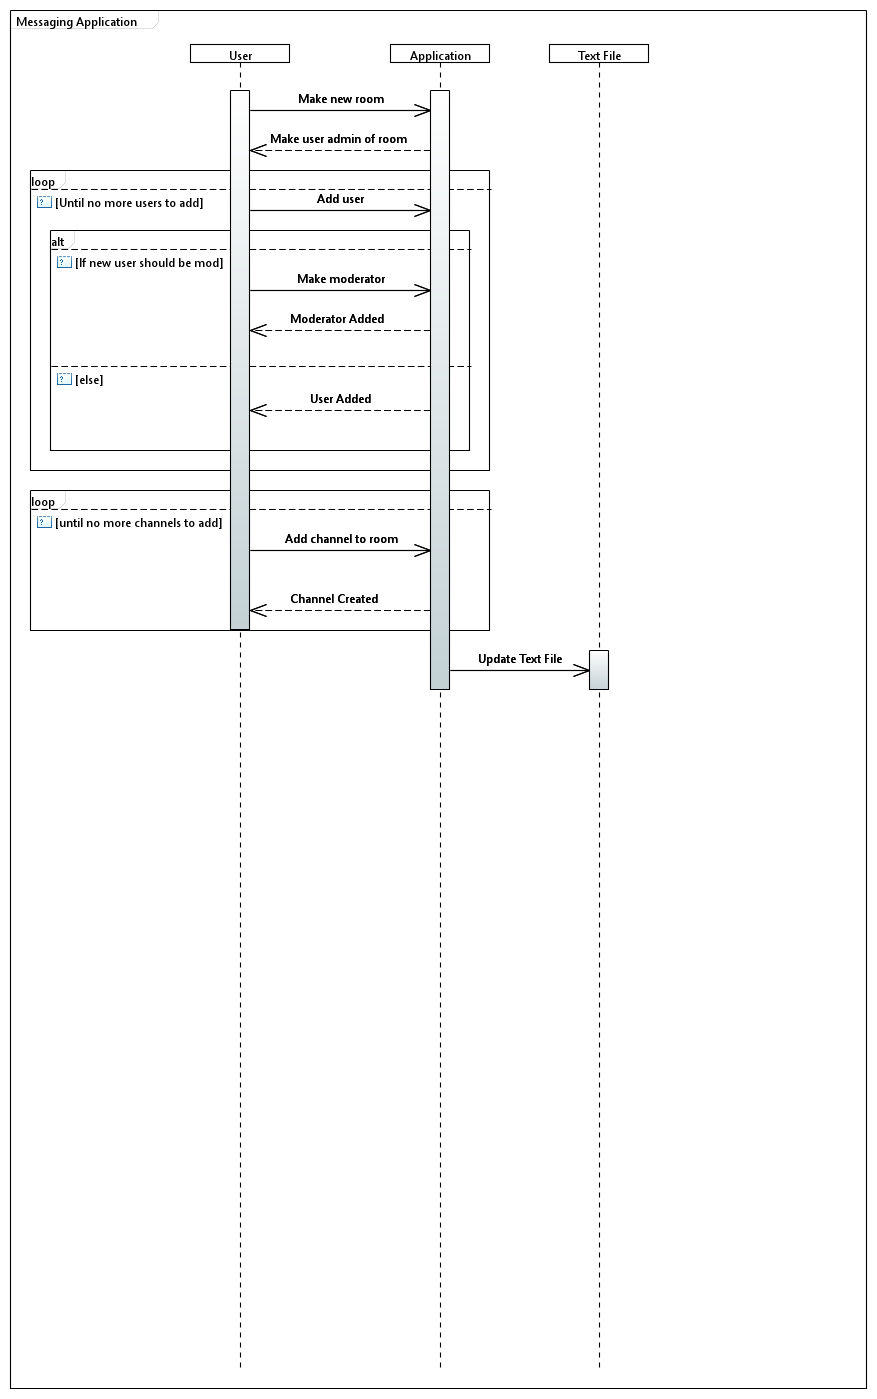 Messaging Application
User
Application
Text File
Make new room
Make user admin of room
loop
[Until no more users to add]
Add user
alt
[If new user should be mod]
Make moderator
Moderator Added
[else]
User Added
loop
[until no more channels to add]
Add channel to room
Channel Created
Update Text File